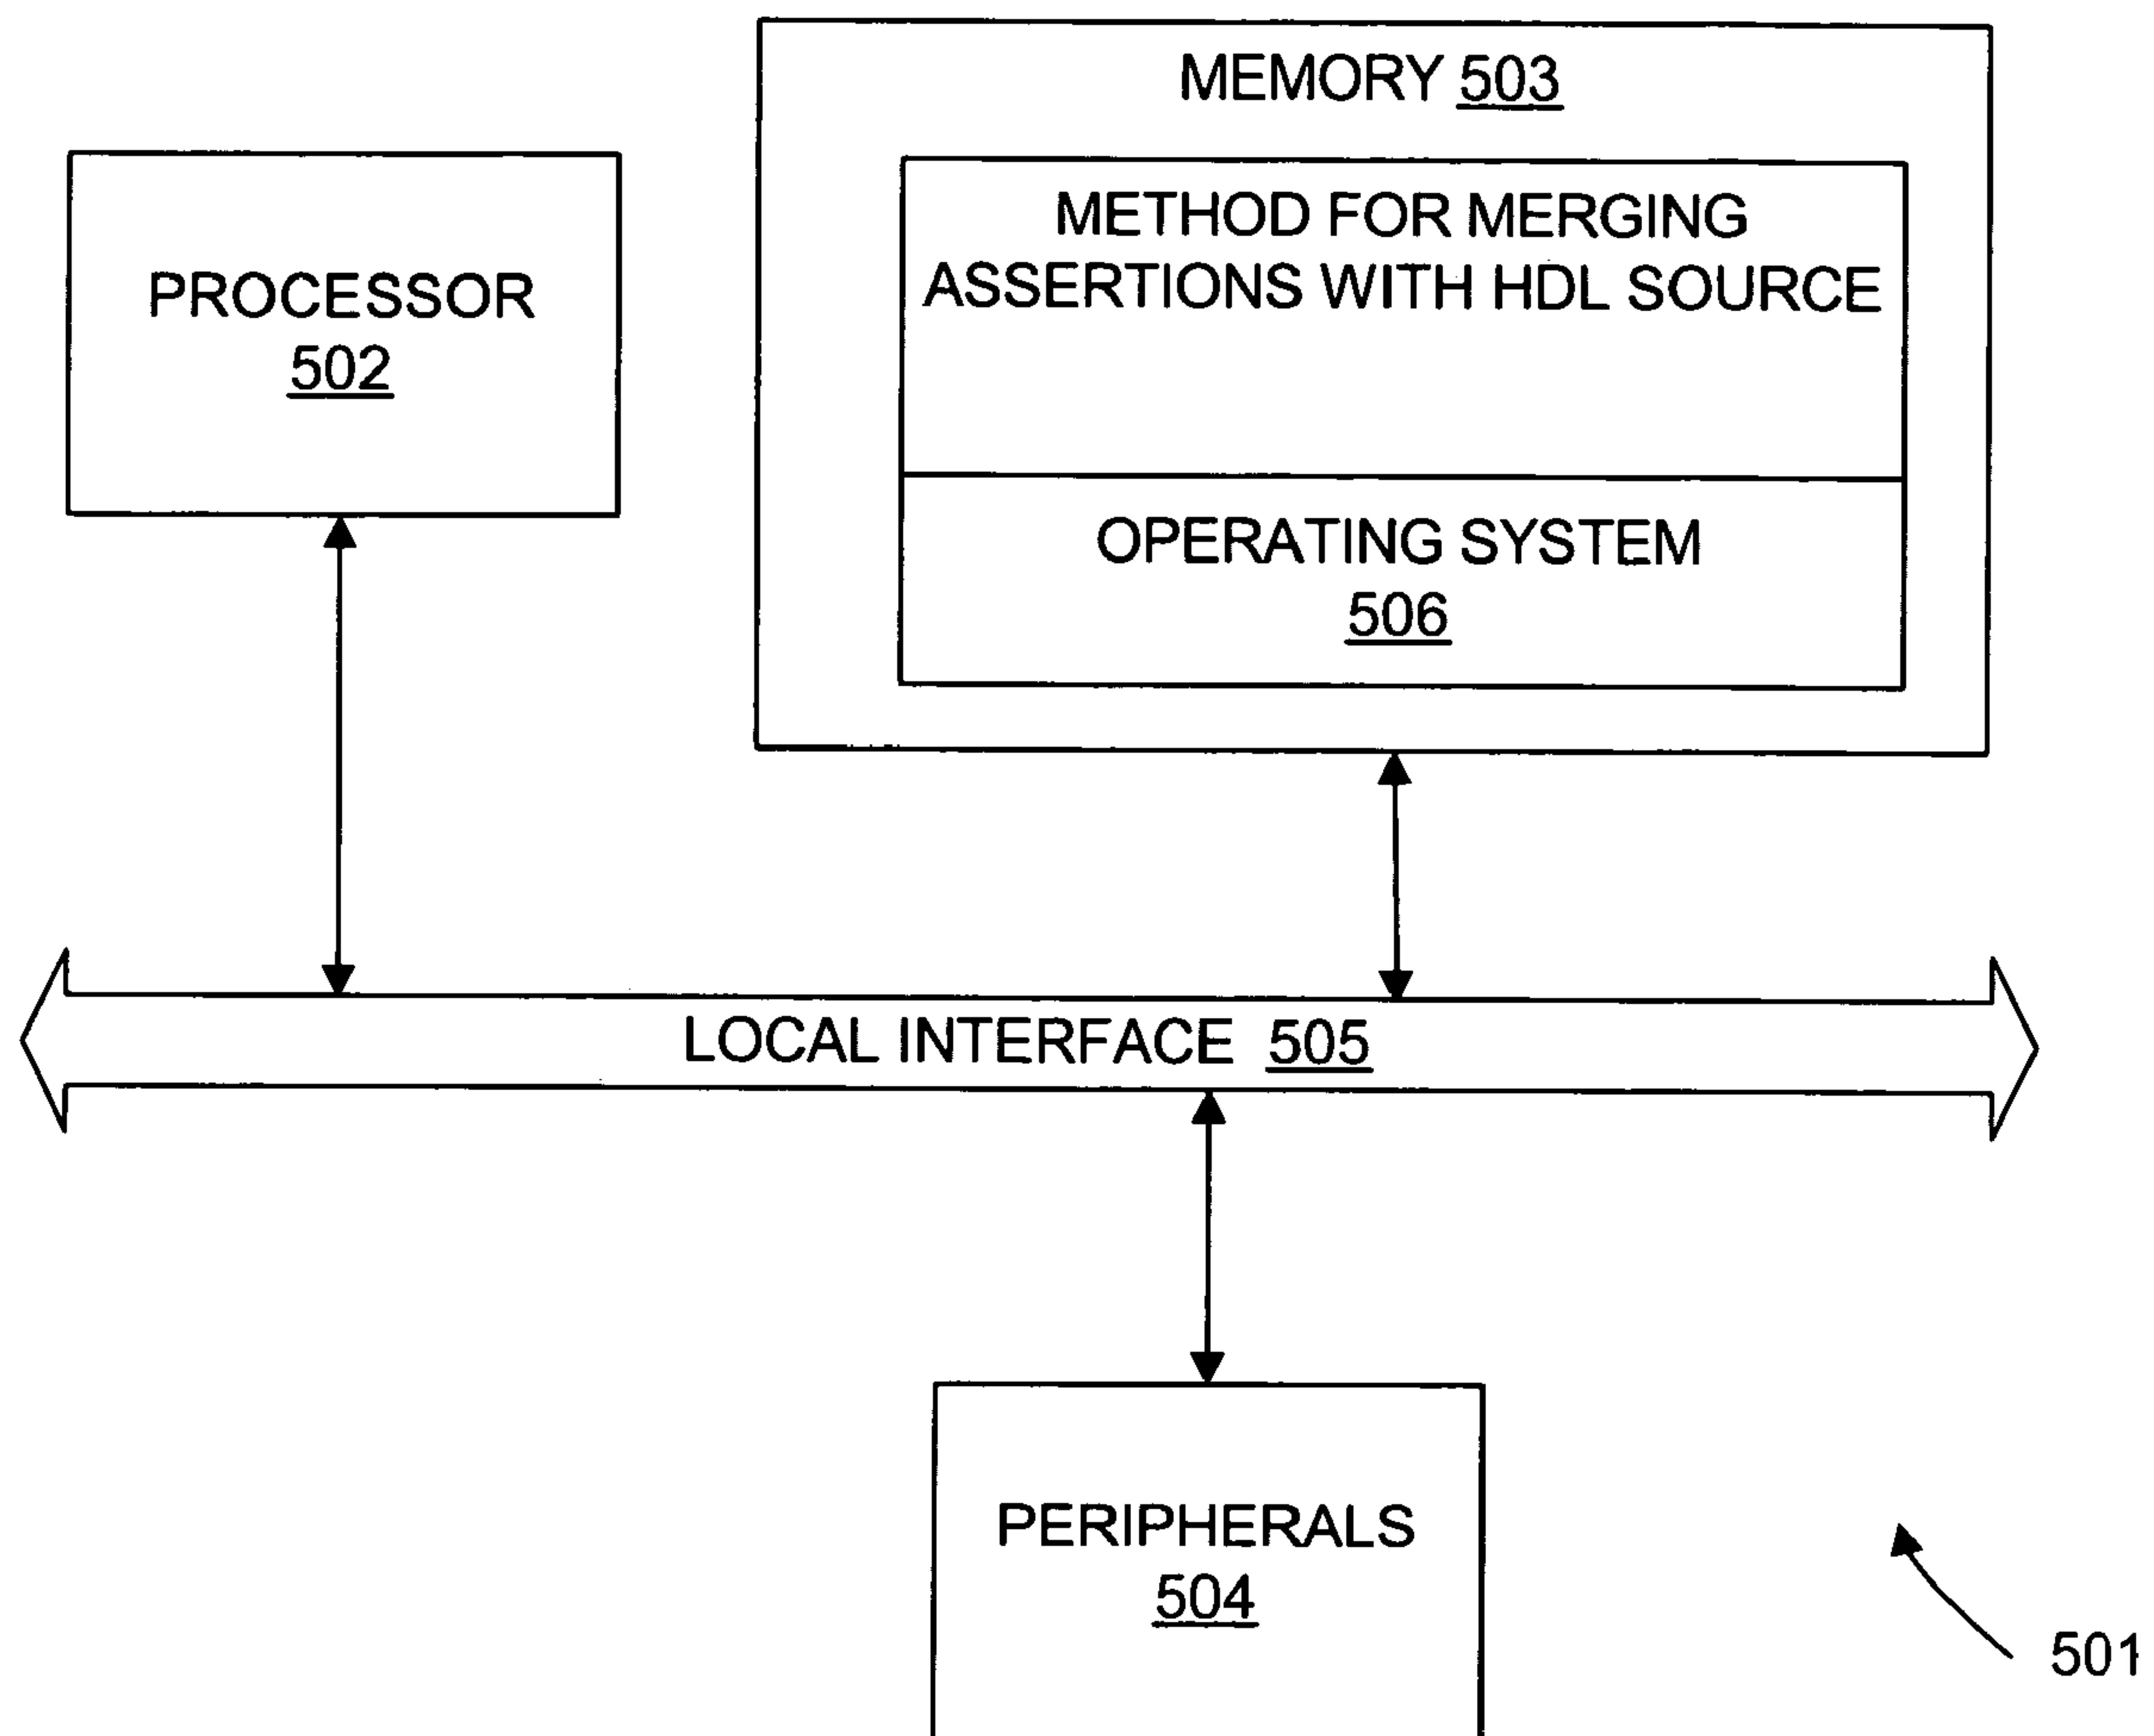 MEMORY 503
METHOD FOR MERGING
ASSERTIONS WITH HDL SOURCE
PROCESSOR
502
OPERATING SYSTEM
506
LOCAL INTERFACE 505
PERIPHERALS
504
501